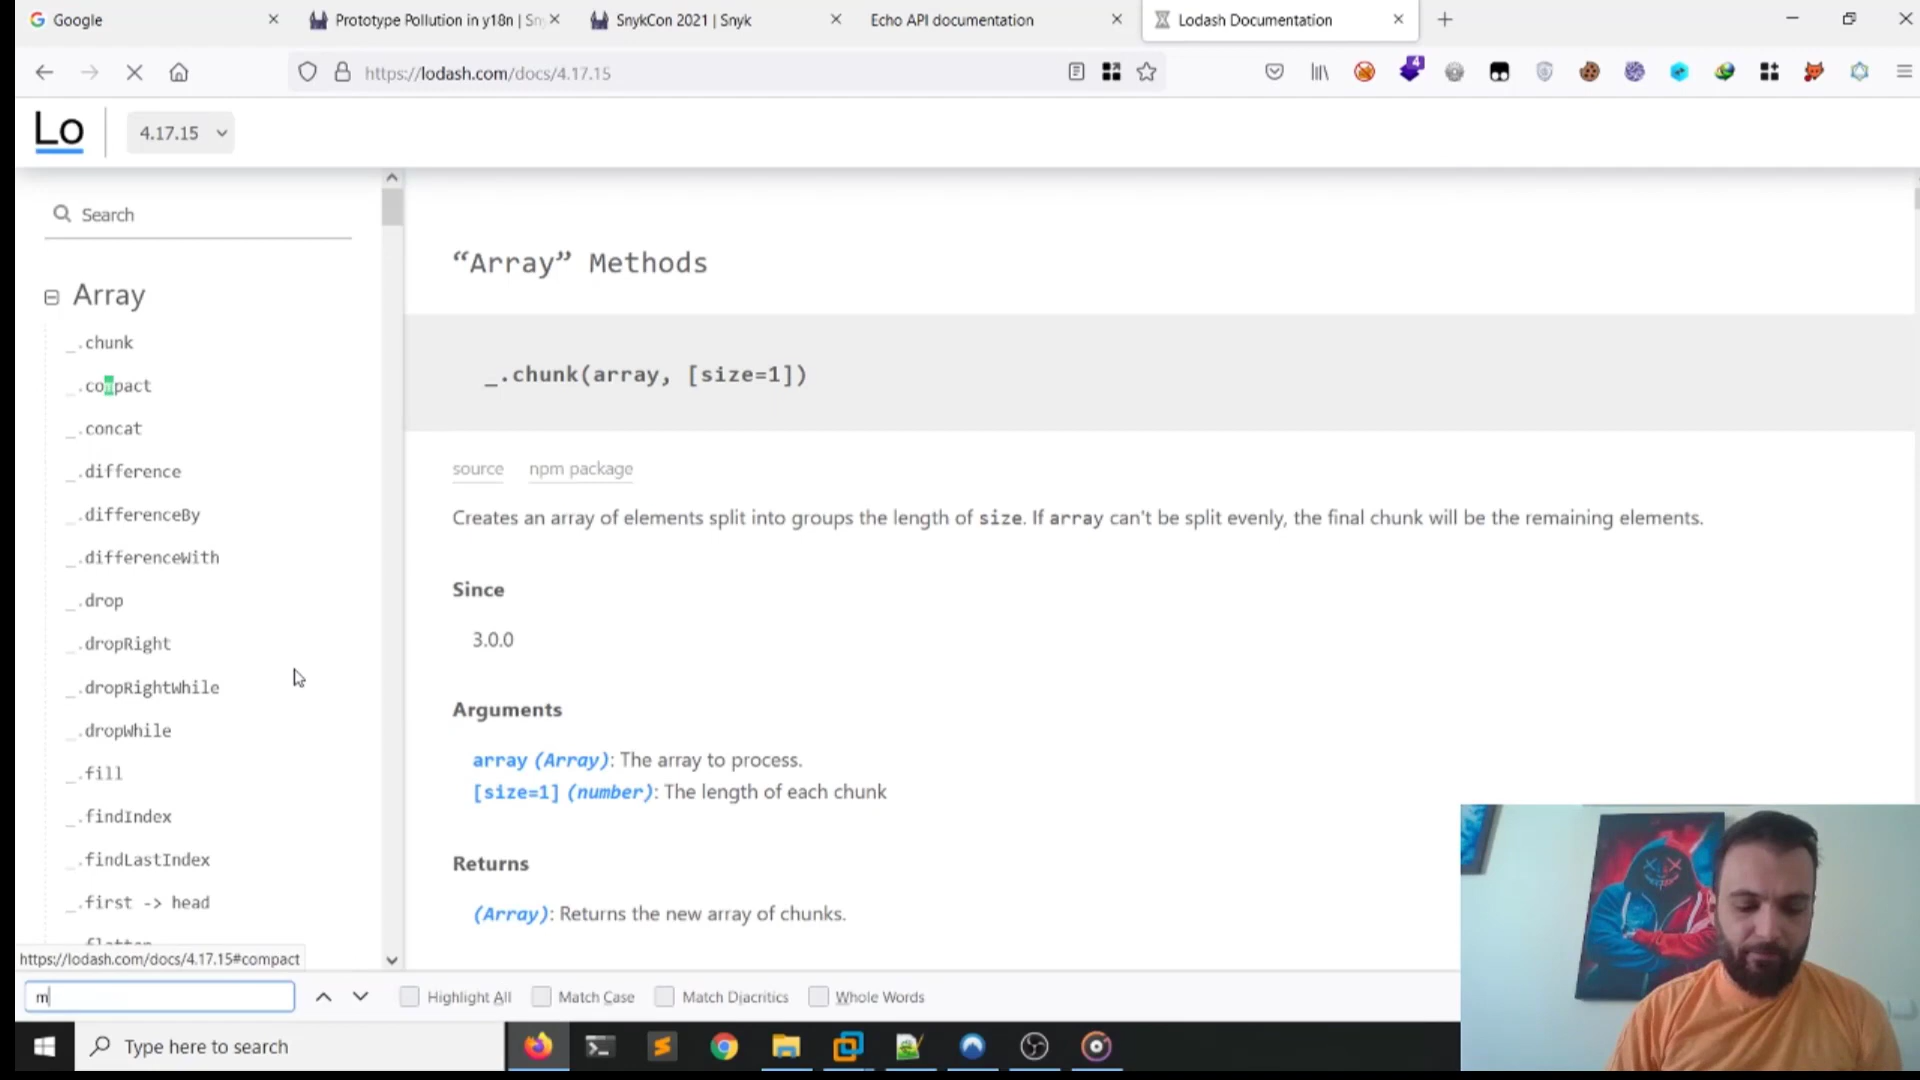 Google
Prototype Pollution in y18n | Sn
SnykCon 2021 | Snyk
Echo API documentation
Lodash Documentation
https://lodash.com/docs/4.17.15
4
Lo
4.17.15
Search
Array
_.chunk
_.compact
_.concat
_.difference
_.differenceBy
_.differenceWith
_.drop
_.dropRight
_.dropRightWhile
_.dropWhile
_.fill
_.findIndex
_.findLastIndex
_.first -> head
“Array” Methods
_.chunk(array, [size=1])
source npm package
Creates an array of elements split into groups the length of size. If array can't be split evenly, the final chunk will be the remaining elements.
Since
3.0.0
Arguments
array (Array): The array to process.
[size=1] (number): The length of each chunk
Returns
(Array): Returns the new array of chunks.
https://lodash.com/docs/4.17.15#compact
m
Highlight All
Match Case
Match Diacritics
Whole Words
Type here to search